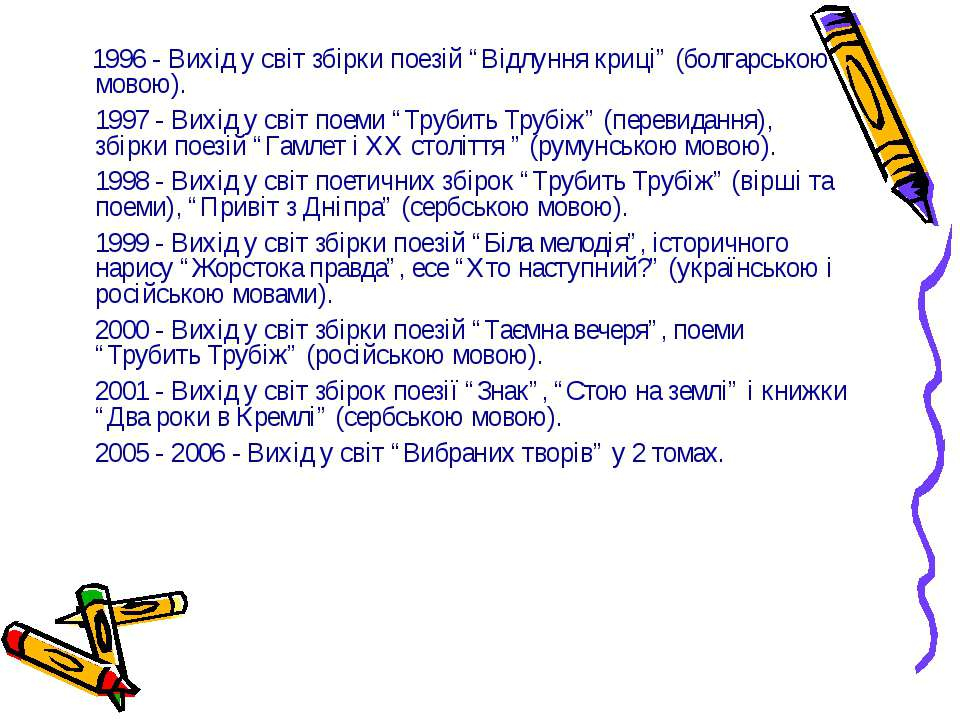 1996 - Вихід у світ збірки поезій “Відлуння криці” (болгарською
мовою).
1997 - Вихід у світ поеми “Трубить Трубіж” (перевидання),
збірки поезій “Гамлет і ХХ століття ” (румунською мовою).
1998 - Вихід у світ поетичних збірок “Трубить Трубіж” (вірші та
поеми), “Привіт з Дніпра” (сербською мовою).
1999 - Вихід у світ збірки поезій “Біла мелодія”, історичного
нарису “Жорстока правда”, есе “Хто наступний?” (українською і
російською мовами).
2000 - Вихід у світ збірки поезій “Таємна вечеря”, поеми
“Трубить Трубіж” (російською мовою).
2001 - Вихід у світ збірок поезії “Знак”, “Стою на землі” і книжки
“Два роки в Кремлі” (сербською мовою).
2005 - 2006 - Вихід у світ “Вибраних творів” у 2 томах.